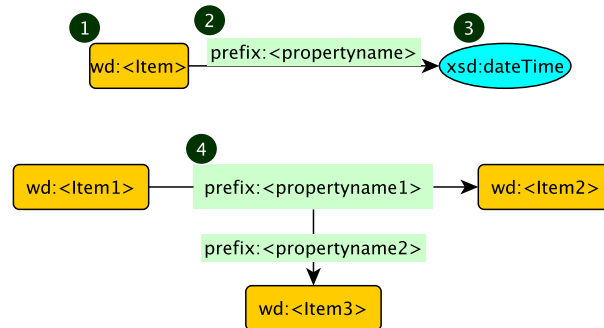 1
2
3
prefix:<propertyname>
wd:<Item>
xsd:dateTime
4
wd:<Item1>
prefix:<propertyname1>
wd:<Item2>
prefix:<propertyname2>
wd:<Item3>